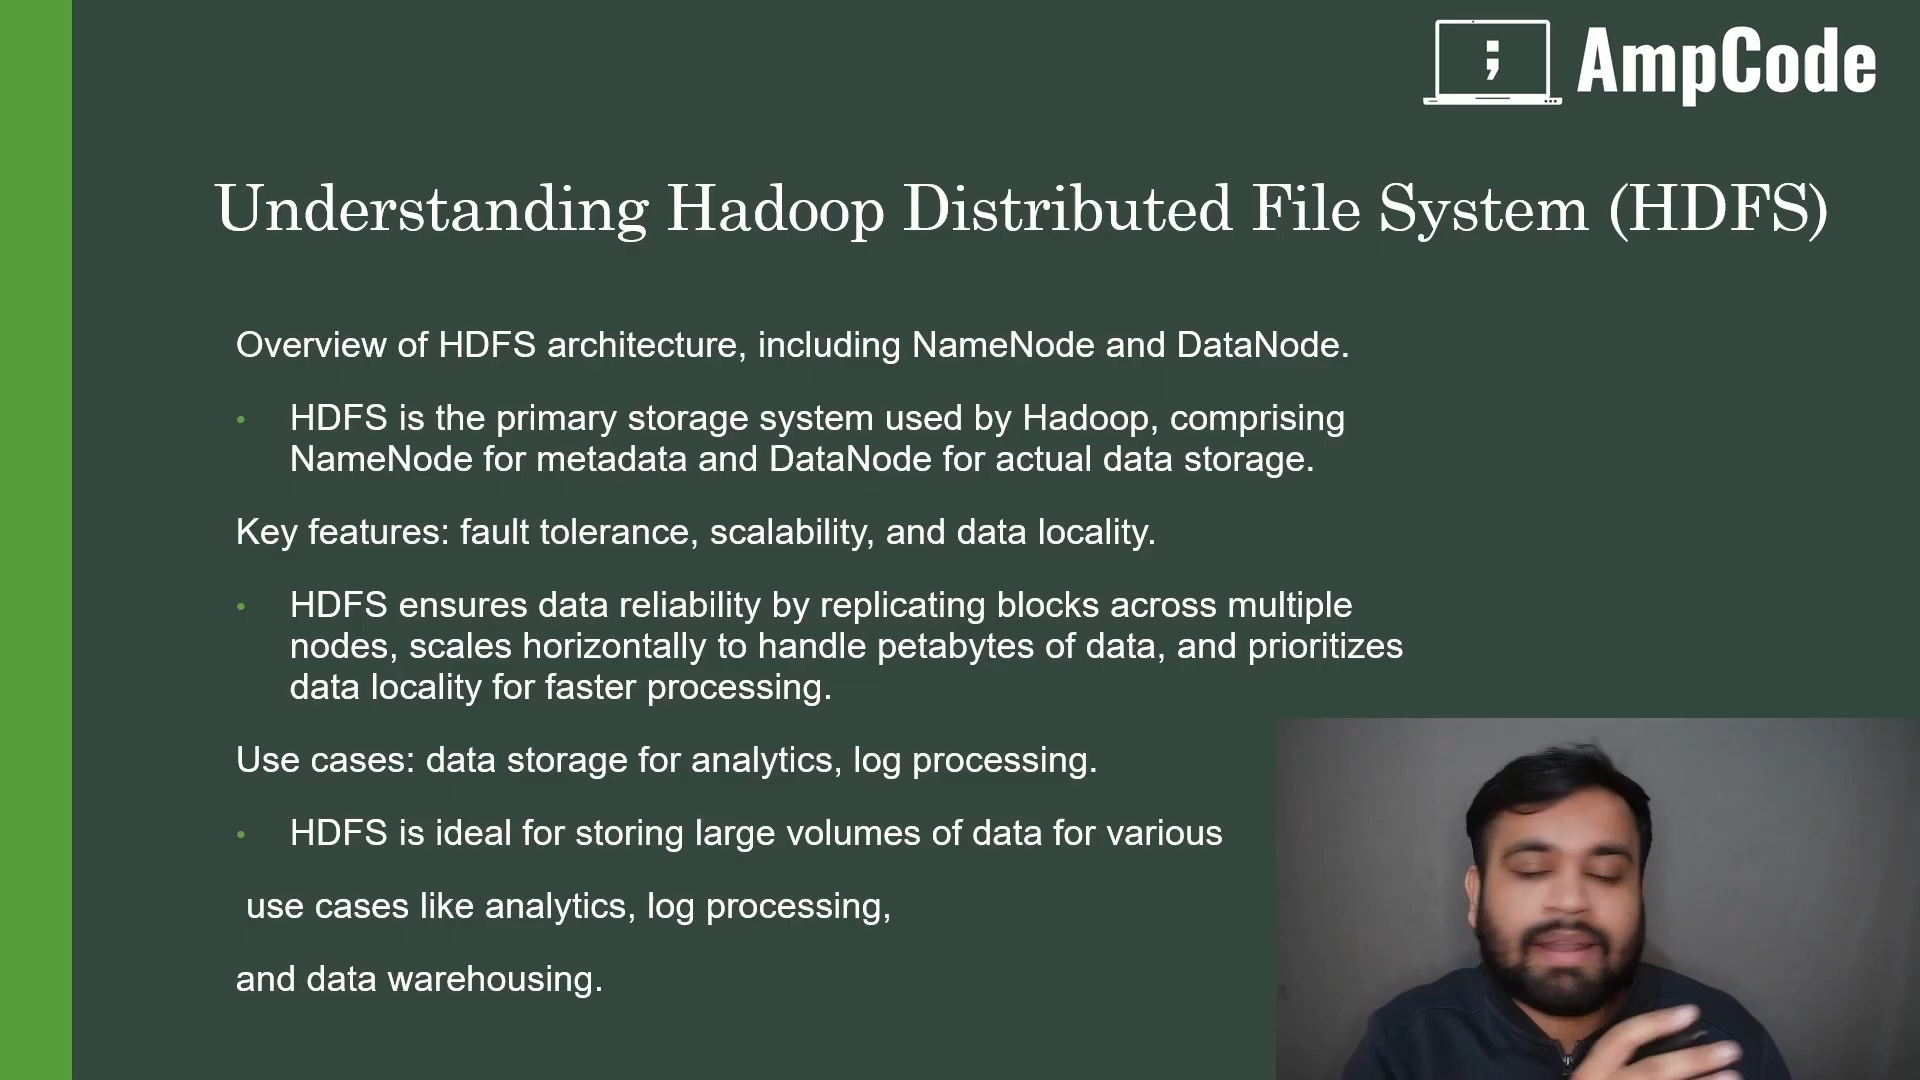 ; AmpCode
Understanding Hadoop Distributed File System (HDFS)
Overview of HDFS architecture, including NameNode and DataNode.
• HDFS is the primary storage system used by Hadoop, comprising
NameNode for metadata and DataNode for actual data storage.
Key features: fault tolerance, scalability, and data locality.
• HDFS ensures data reliability by replicating blocks across multiple
nodes, scales horizontally to handle petabytes of data, and prioritizes
data locality for faster processing.
Use cases: data storage for analytics, log processing.
• HDFS is ideal for storing large volumes of data for various
use cases like analytics, log processing,
and data warehousing.